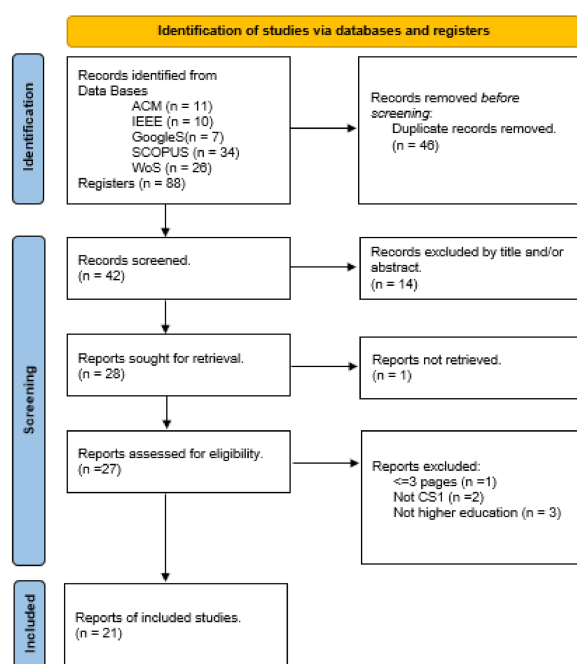 Identification of studies via databases and registers
Identification
Records identified from
Data Bases
ACM (n = 11)
IEEE (n = 10)
GoogleS(n = 7)
SCOPUS (n = 34)
WoS (n = 26)
Registers (n = 88)
Records removed before
screening:
Duplicate records removed.
(n = 46)
Screening
Records screened.
(n = 42)
Records excluded by title and/or
abstract.
(n = 14)
Reports sought for retrieval.
(n = 28)
Reports not retrieved.
(n = 1)
Reports assessed for eligibility.
(n =27)
Reports excluded:
<=3 pages (n =1)
Not CS1 (n =2)
Not higher education (n = 3)
Included
Reports of included studies.
(n = 21)